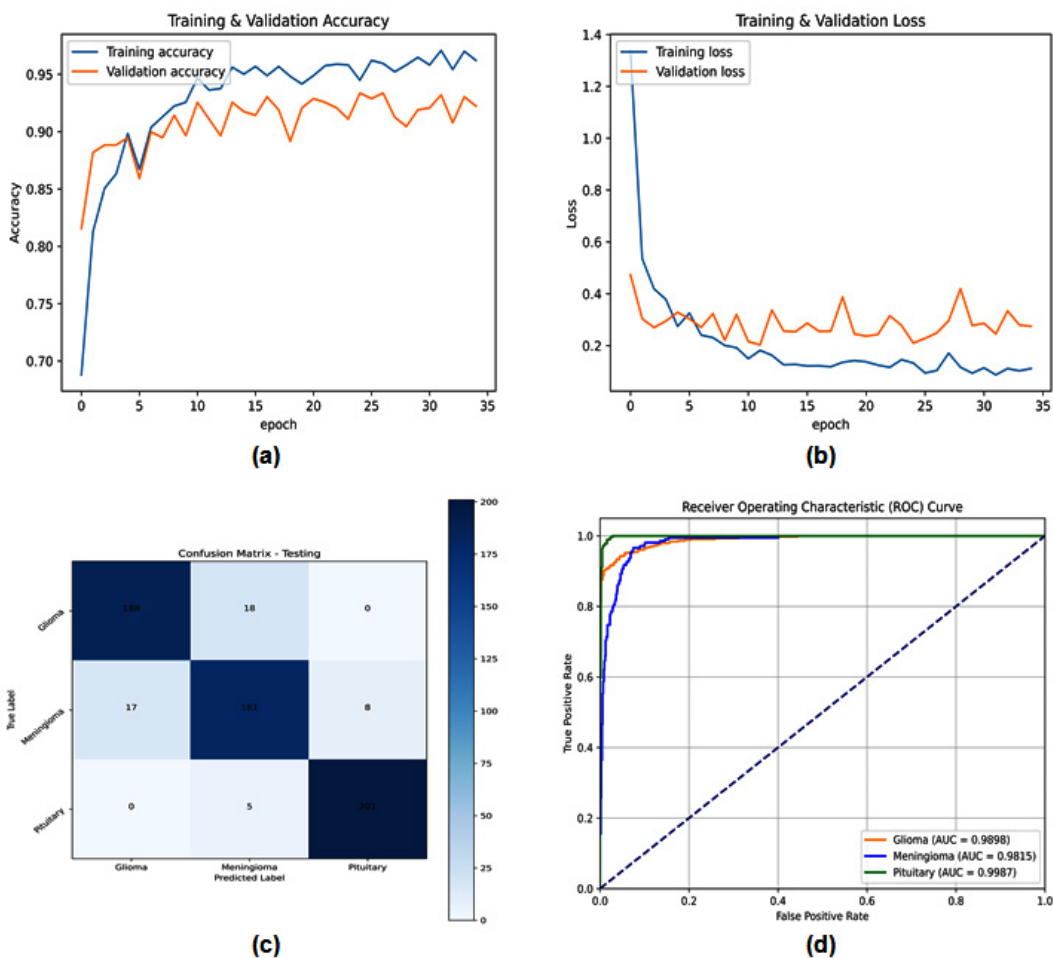 Training & Validation Accuracy
Training accuracy
Validation accuracy
0.95
0.90
0.85
0.80
0.75
0.70
Accuracy
0 5 10 15 20 25 30 35
epoch
(a)
Training & Validation Loss
Training loss
Validation loss
1.4
1.2
1.0
0.8
0.6
0.4
0.2
Loss
0 5 10 15 20 25 30 35
epoch
(b)
Confusion Matrix - Testing
True Label
Glioma
18 0
Meningioma
17 181 8
Pituitary
0 5 201
Glioma Meningioma Pituitary
Predicted Label
200
175
150
125
100
75
50
25
0
(c)
Receiver Operating Characteristic (ROC) Curve
True Positive Rate
1.0
0.8
0.6
0.4
0.2
0.0
Glioma (AUC = 0.9898)
Meningioma (AUC = 0.9815)
Pituitary (AUC = 0.9987)
0.0 0.2 0.4 0.6 0.8 1.0
False Positive Rate
(d)